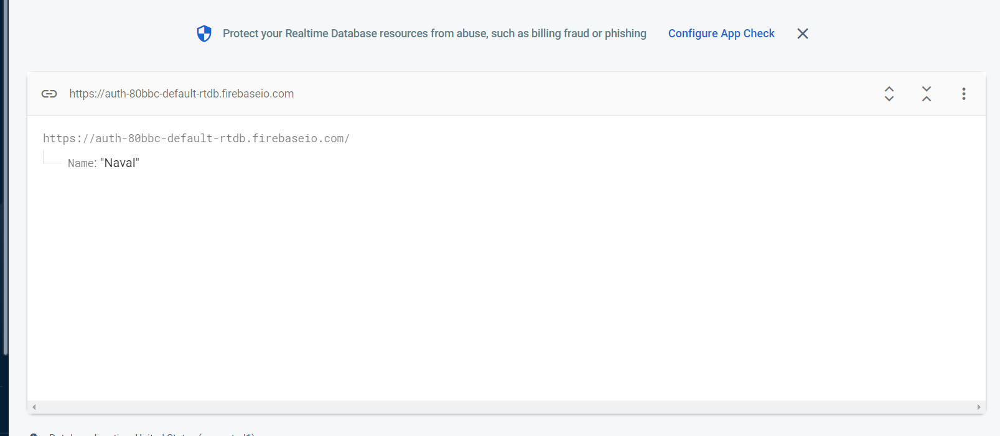 Protect your Realtime Database resources from abuse, such as billing fraud or phishing Configure App Check
https://auth-80bbc-default-rtdb.firebaseio.com
https://auth-80bbc-default-rtdb.firebaseio.com/
Name: "Naval"